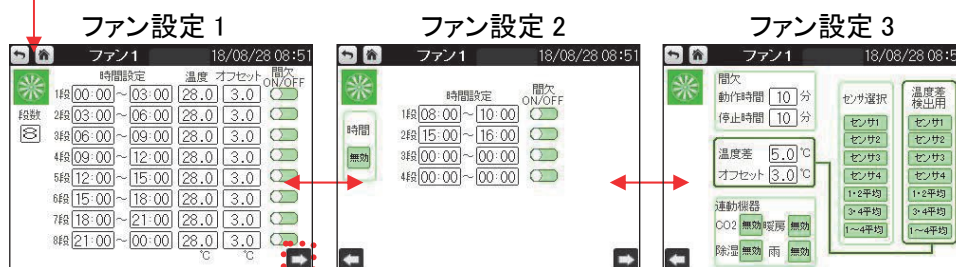 ファン設定 1
ファン1 18/08/28 08:51
時間設定 温度 オフセット 間欠 ON/OFF
段数 8
1段 00:00 ~ 03:00 28.0 3.0
2段 03:00 ~ 06:00 28.0 3.0
3段 06:00 ~ 09:00 28.0 3.0
4段 09:00 ~ 12:00 28.0 3.0
5段 12:00 ~ 15:00 28.0 3.0
6段 15:00 ~ 18:00 28.0 3.0
7段 18:00 ~ 21:00 28.0 3.0
8段 21:00 ~ 00:00 28.0 3.0
℃ ℃
ファン設定 2
ファン1 18/08/28 08:51
時間設定 間欠 ON/OFF
時間
無効
1段 08:00 ~ 10:00
2段 15:00 ~ 16:00
3段 00:00 ~ 00:00
4段 00:00 ~ 00:00
ファン設定 3
ファン1 18/08/28 08:5
間欠
動作時間 10 分
停止時間 10 分
温度差 5.0 ℃
オフセット 3.0 ℃
連動機器
CO2 無効 暖房 無効
除湿 無効 雨 無効
センサ選択
センサ1
センサ2
センサ3
センサ4
1・2平均
3・4平均
1~4平均
温度差
検出用
センサ1
センサ2
センサ3
センサ4
1・2平均
3・4平均
1~4平均